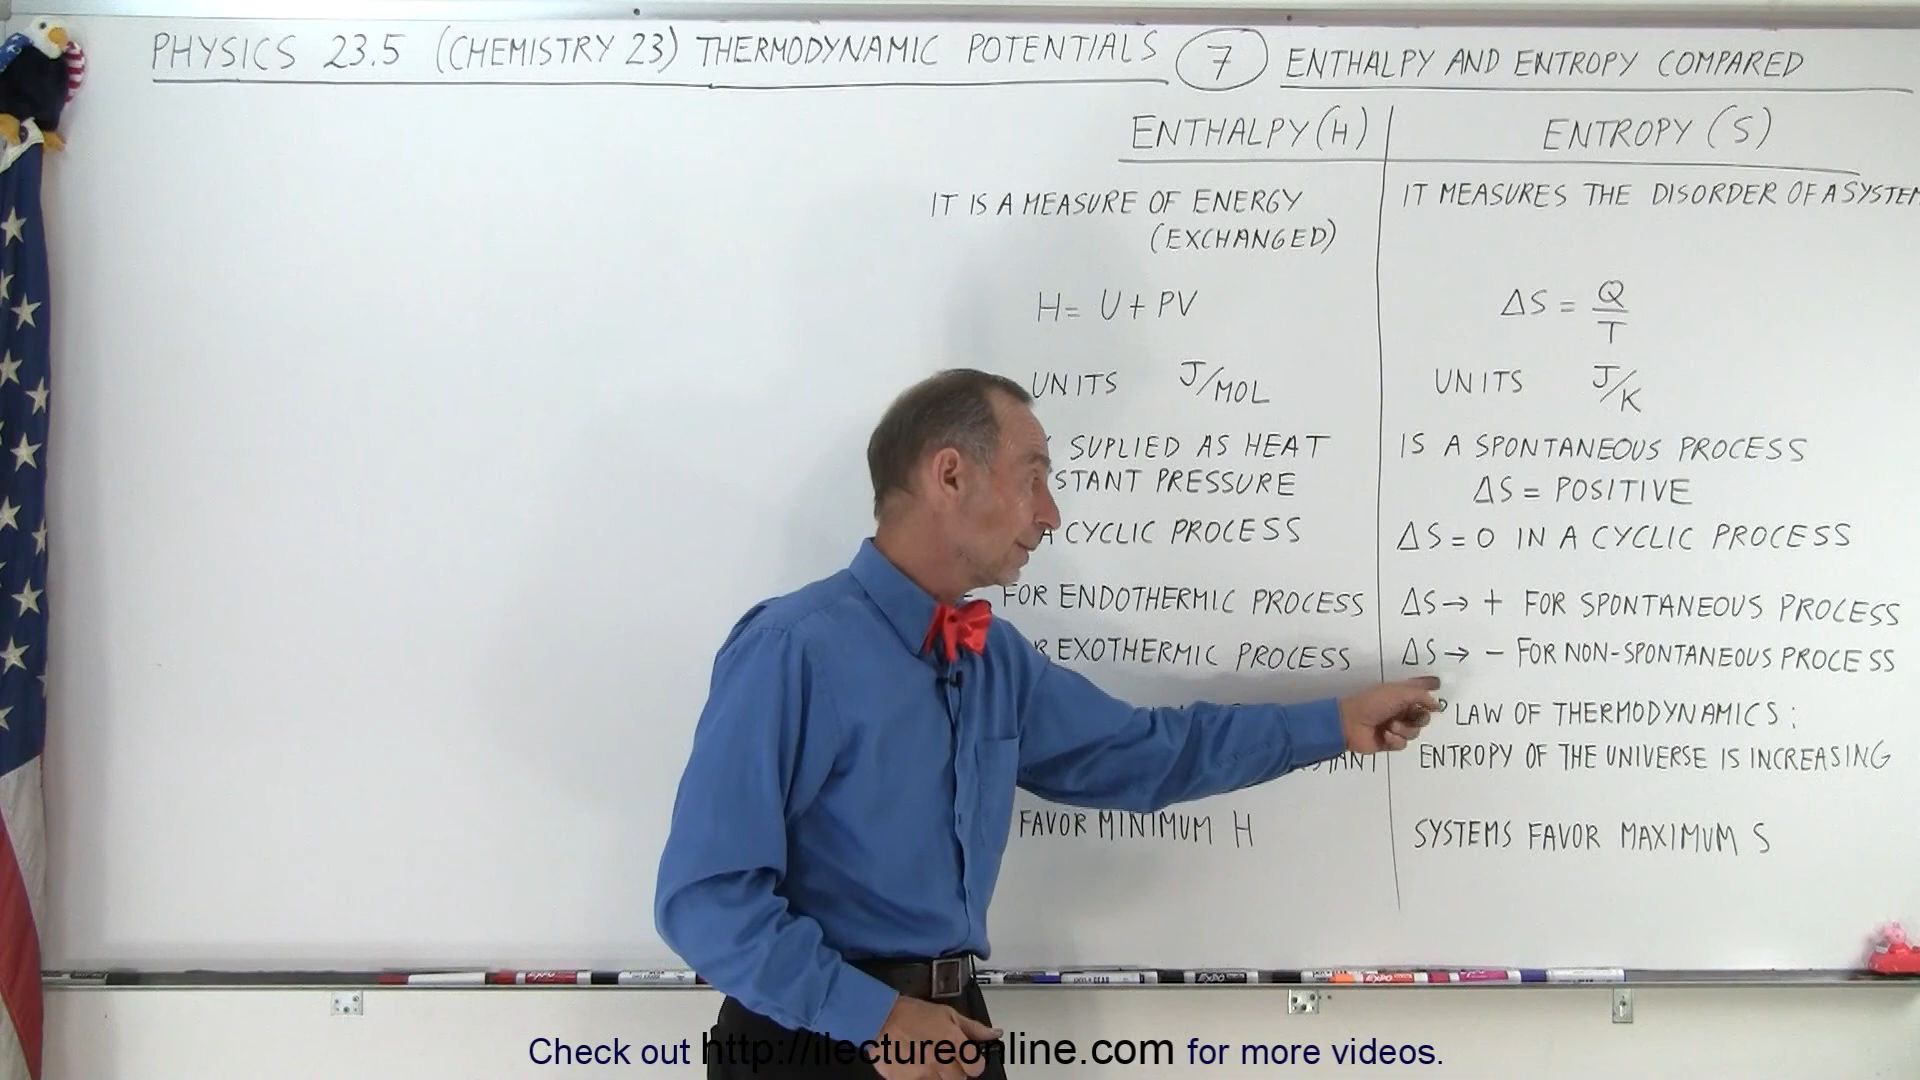 PHYSICS 23.5 (CHEMISTRY 23) THERMODYNAMIC POTENTIALS 7 ENTHALPY AND ENTROPY COMPARED
ENTHALPY (H)
IT IS A MEASURE OF ENERGY
(EXCHANGED)
H = U + PV
UNITS J/MOL
SUPLIED AS HEAT
STANT PRESSURE
A CYCLIC PROCESS
FOR ENDOTHERMIC PROCESS
R EXOTHERMIC PROCESS
STANT
FAVOR MINIMUM H
ENTROPY (S)
IT MEASURES THE DISORDER OF A SYSTEM
ΔS = Q/T
UNITS J/K
IS A SPONTANEOUS PROCESS
ΔS = POSITIVE
ΔS = 0 IN A CYCLIC PROCESS
ΔS → + FOR SPONTANEOUS PROCESS
ΔS → - FOR NON-SPONTANEOUS PROCESS
LAW OF THERMODYNAMICS:
ENTROPY OF THE UNIVERSE IS INCREASING
SYSTEMS FAVOR MAXIMUM S
Check out http://ilectureonline.com for more videos.